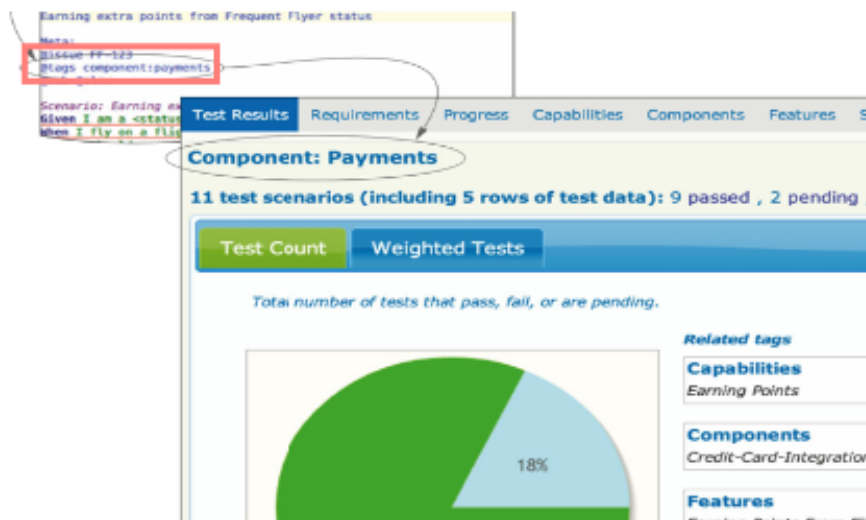 Earning extra points from Frequent Flyer status
Meta:
@issue FF-123
@tags component:payments
Scenario: Earning ex
Given I am a <status
When I fly on a flig
Test Results Requirements Progress Capabilities Components Features S
Component: Payments
11 test scenarios (including 5 rows of test data): 9 passed , 2 pending ,
Test Count Weighted Tests
Total number of tests that pass, fail, or are pending.
Related tags
Capabilities
Earning Points
18%
Components
Credit-Card-Integration
Features